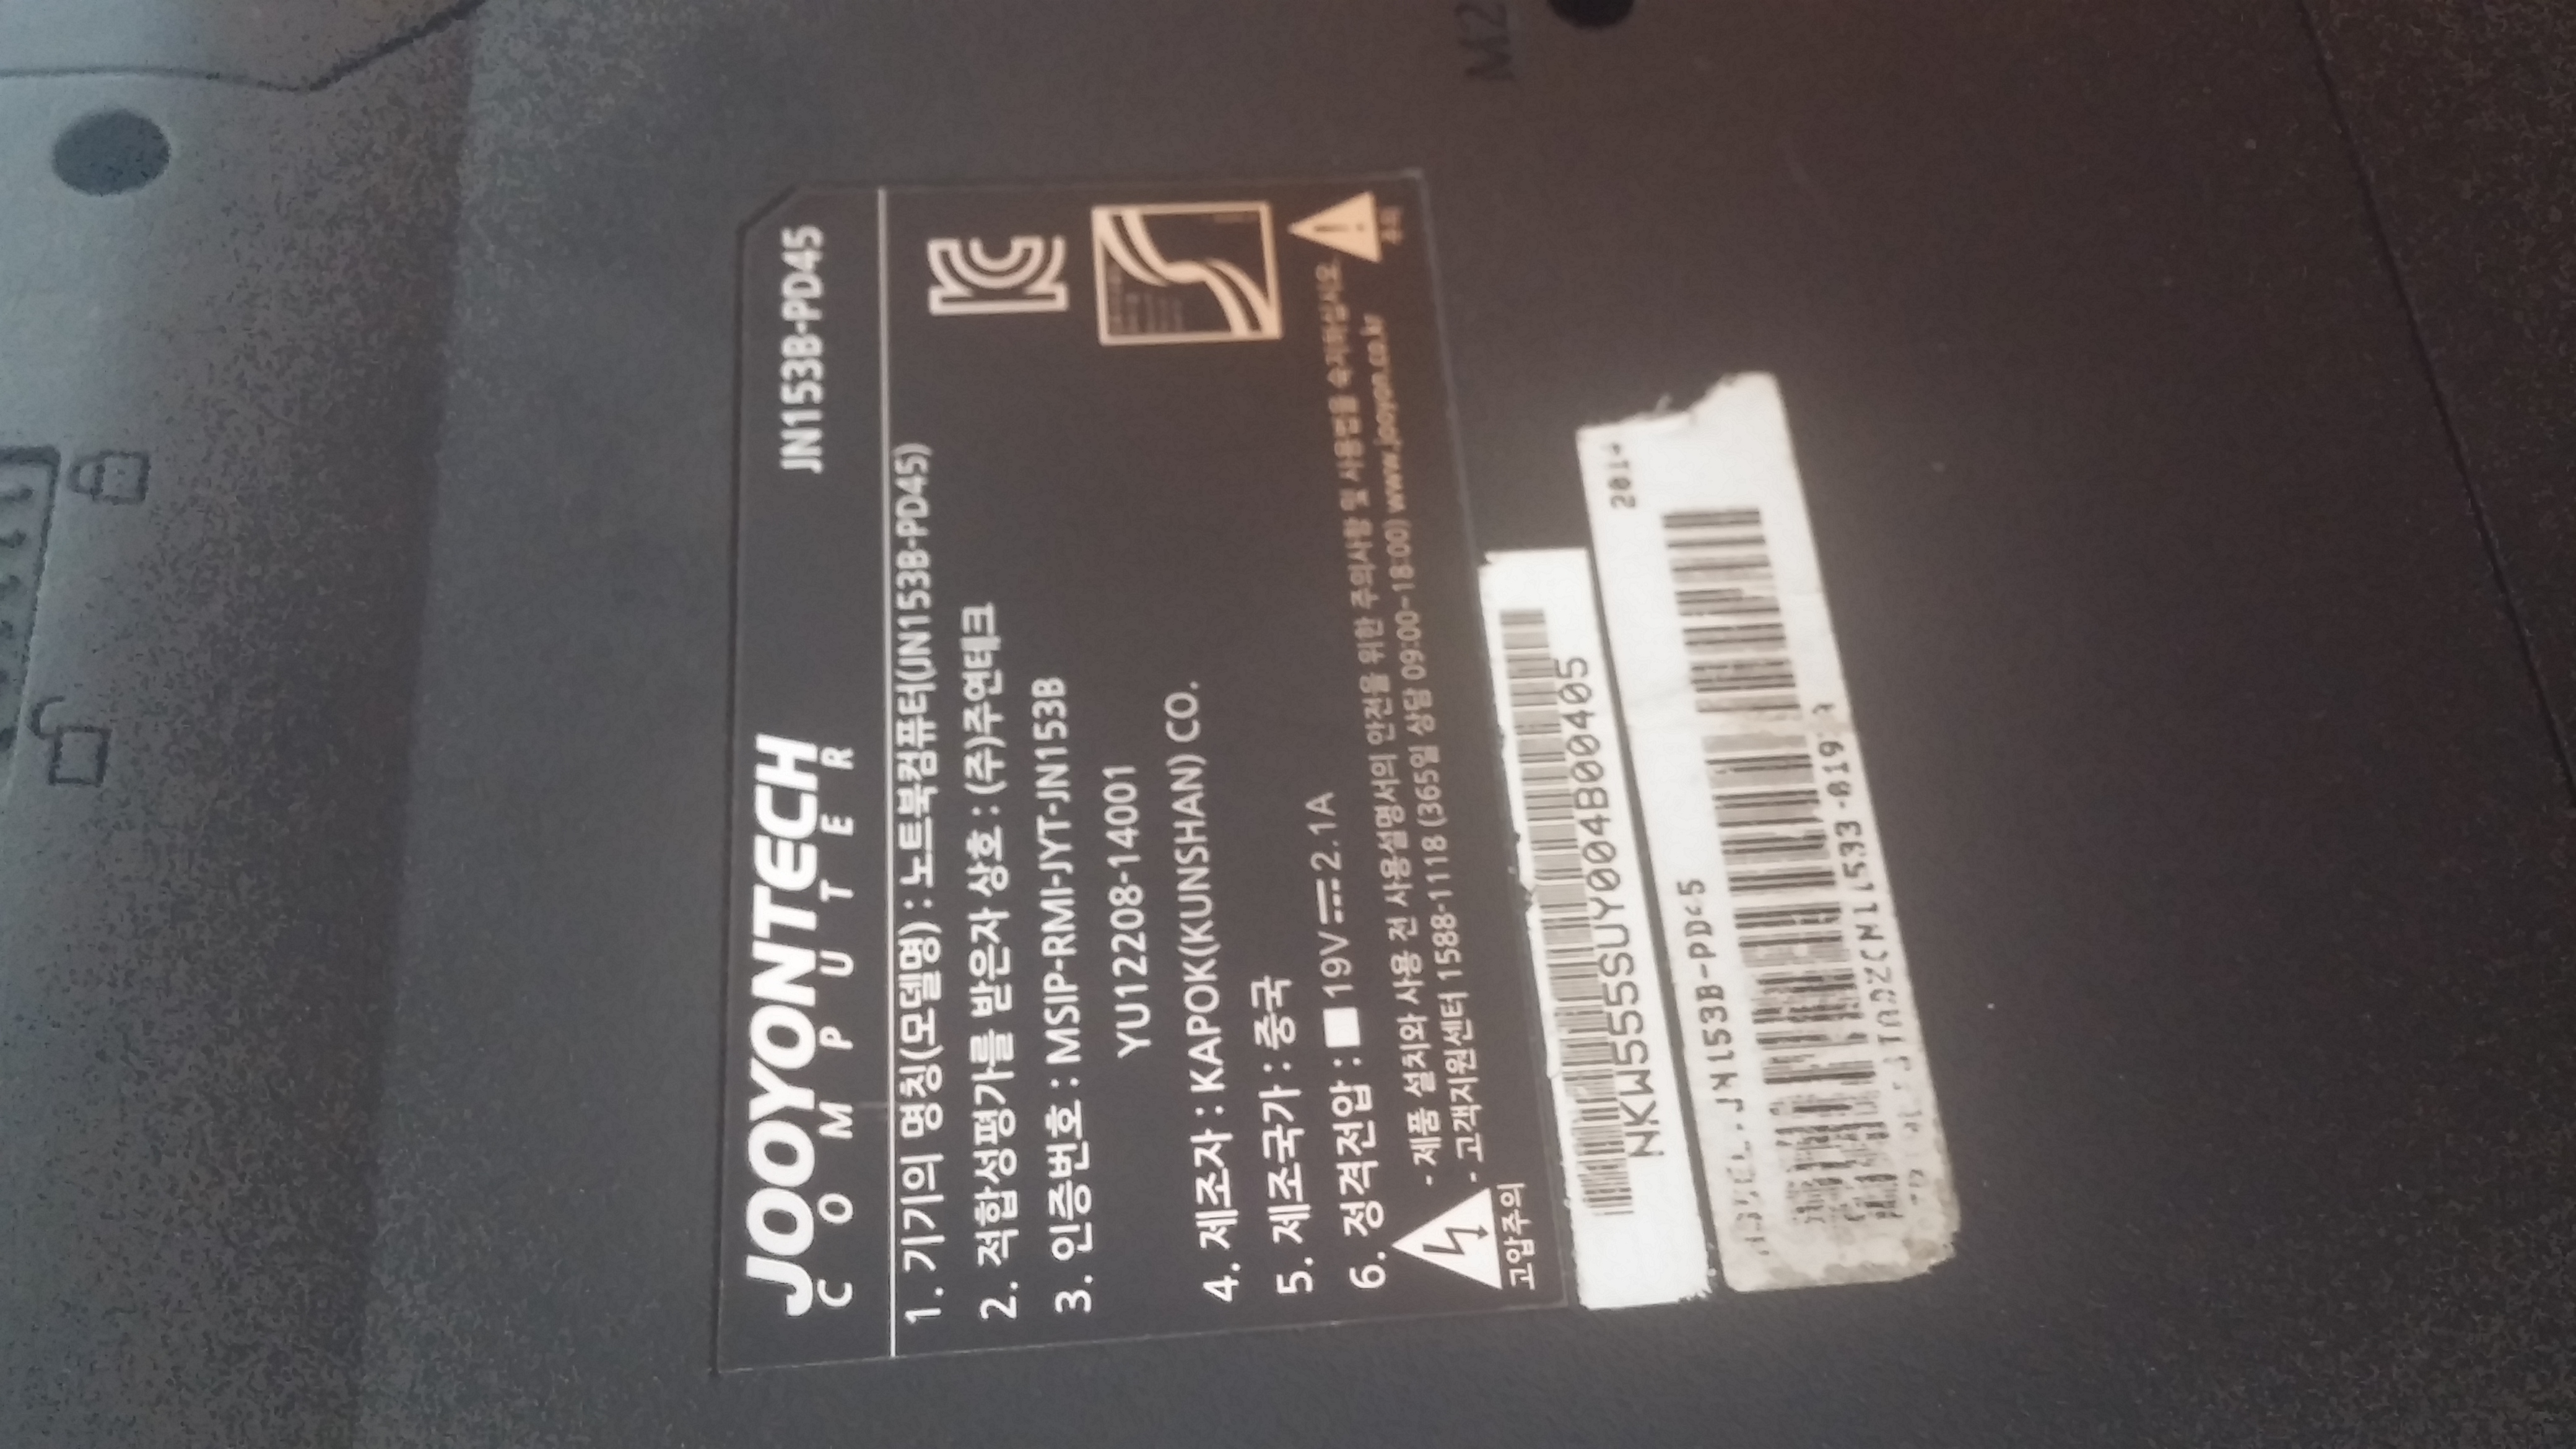 JOOYONTECH JN153B-PD45
COMPUTER
1. 기기의 명칭(모델명) : 노트북컴퓨터(JN153B-PD45)
2. 적합성평가를 받은자 상호 : (주)주연테크
3. 인증번호 : MSIP-RMI-JYT-JN153B
YU12208-14001
4. 제조자 : KAPOK(KUNSHAN) CO.
5. 제조국가 : 중국
6. 정격전압 : 19V 2.1A
- 제품 설치와 사용 전 사용설명서의 안전을 위한 주의사항 및 사용법을 숙지하십시오.
- 고객지원센터 1588-1118 (365일 상담 09:00~18:00) www.jooyon.co.kr
고압주의
주의
NKW555SUY004B00405
2014
JN153B-PD45
M2